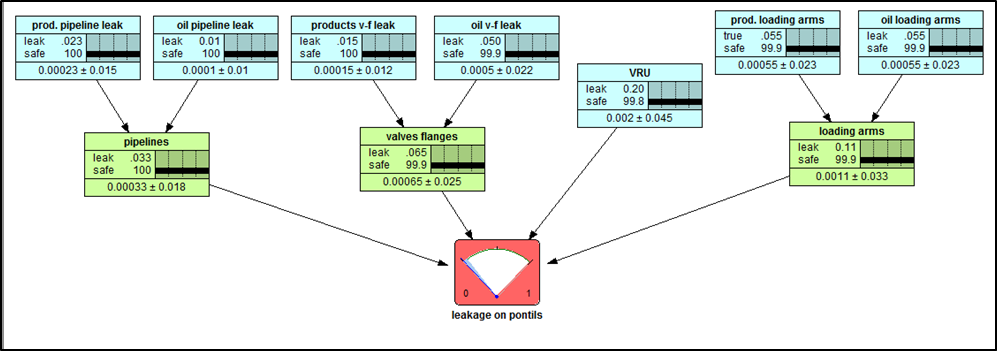 prod. pipeline leak
leak .023
safe 100
0.00023 ± 0.015
oil pipeline leak
leak 0.01
safe 100
0.0001 ± 0.01
products v-f leak
leak .015
safe 100
0.00015 ± 0.012
oil v-f leak
leak .050
safe 99.9
0.0005 ± 0.022
VRU
leak 0.20
safe 99.8
0.002 ± 0.045
prod. loading arms
true .055
safe 99.9
0.00055 ± 0.023
oil loading arms
leak .055
safe 99.9
0.00055 ± 0.023
pipelines
leak .033
safe 100
0.00033 ± 0.018
valves flanges
leak .065
safe 99.9
0.00065 ± 0.025
loading arms
leak 0.11
safe 99.9
0.0011 ± 0.033
0 1
leakage on pontils